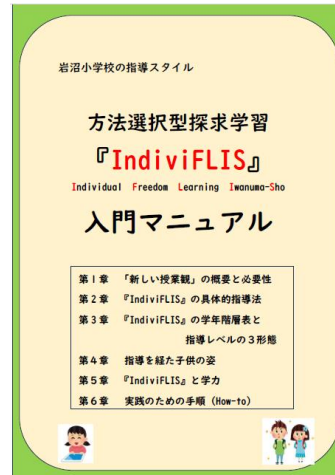 岩沼小学校の指導スタイル
方法選択型探求学習
『IndiviFLIS』
Individual Freedom Learning Iwanuma-Sho
入門マニュアル
第1章 「新しい授業観」の概要と必要性
第2章 『IndiviFLIS』の具体的指導法
第3章 『IndiviFLIS』の学年階層表と
指導レベルの3形態
第4章 指導を経た子供の姿
第5章 『IndiviFLIS』と学力
第6章 実践のための手順（How-to）